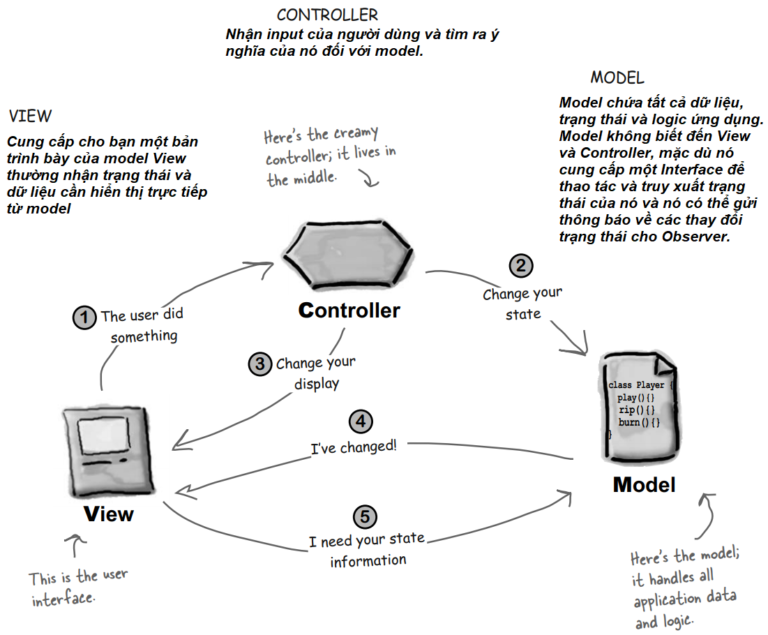 CONTROLLER
Nhận input của người dùng và tìm ra ý
nghĩa của nó đối với model.
MODEL
Model chứa tất cả dữ liệu,
trạng thái và logic ứng dụng.
Model không biết đến View
và Controller, mặc dù nó
cung cấp một Interface để
thao tác và truy xuất trạng
thái của nó và nó có thể gửi
thông báo về các thay đổi
trạng thái cho Observer.
VIEW
Cung cấp cho bạn một bản
trình bày của model View
thường nhận trạng thái và
dữ liệu cần hiển thị trực tiếp
từ model
Here's the creamy
controller; it lives in
the middle.
Controller
1 The user did
something
2
Change your
state
3 Change your
display
4
I've changed!
5
I need your state
information
class Player {
play(){}
rip(){}
burn(){}
}
View
Model
This is the user
interface.
Here's the model;
it handles all
application data
and logic.